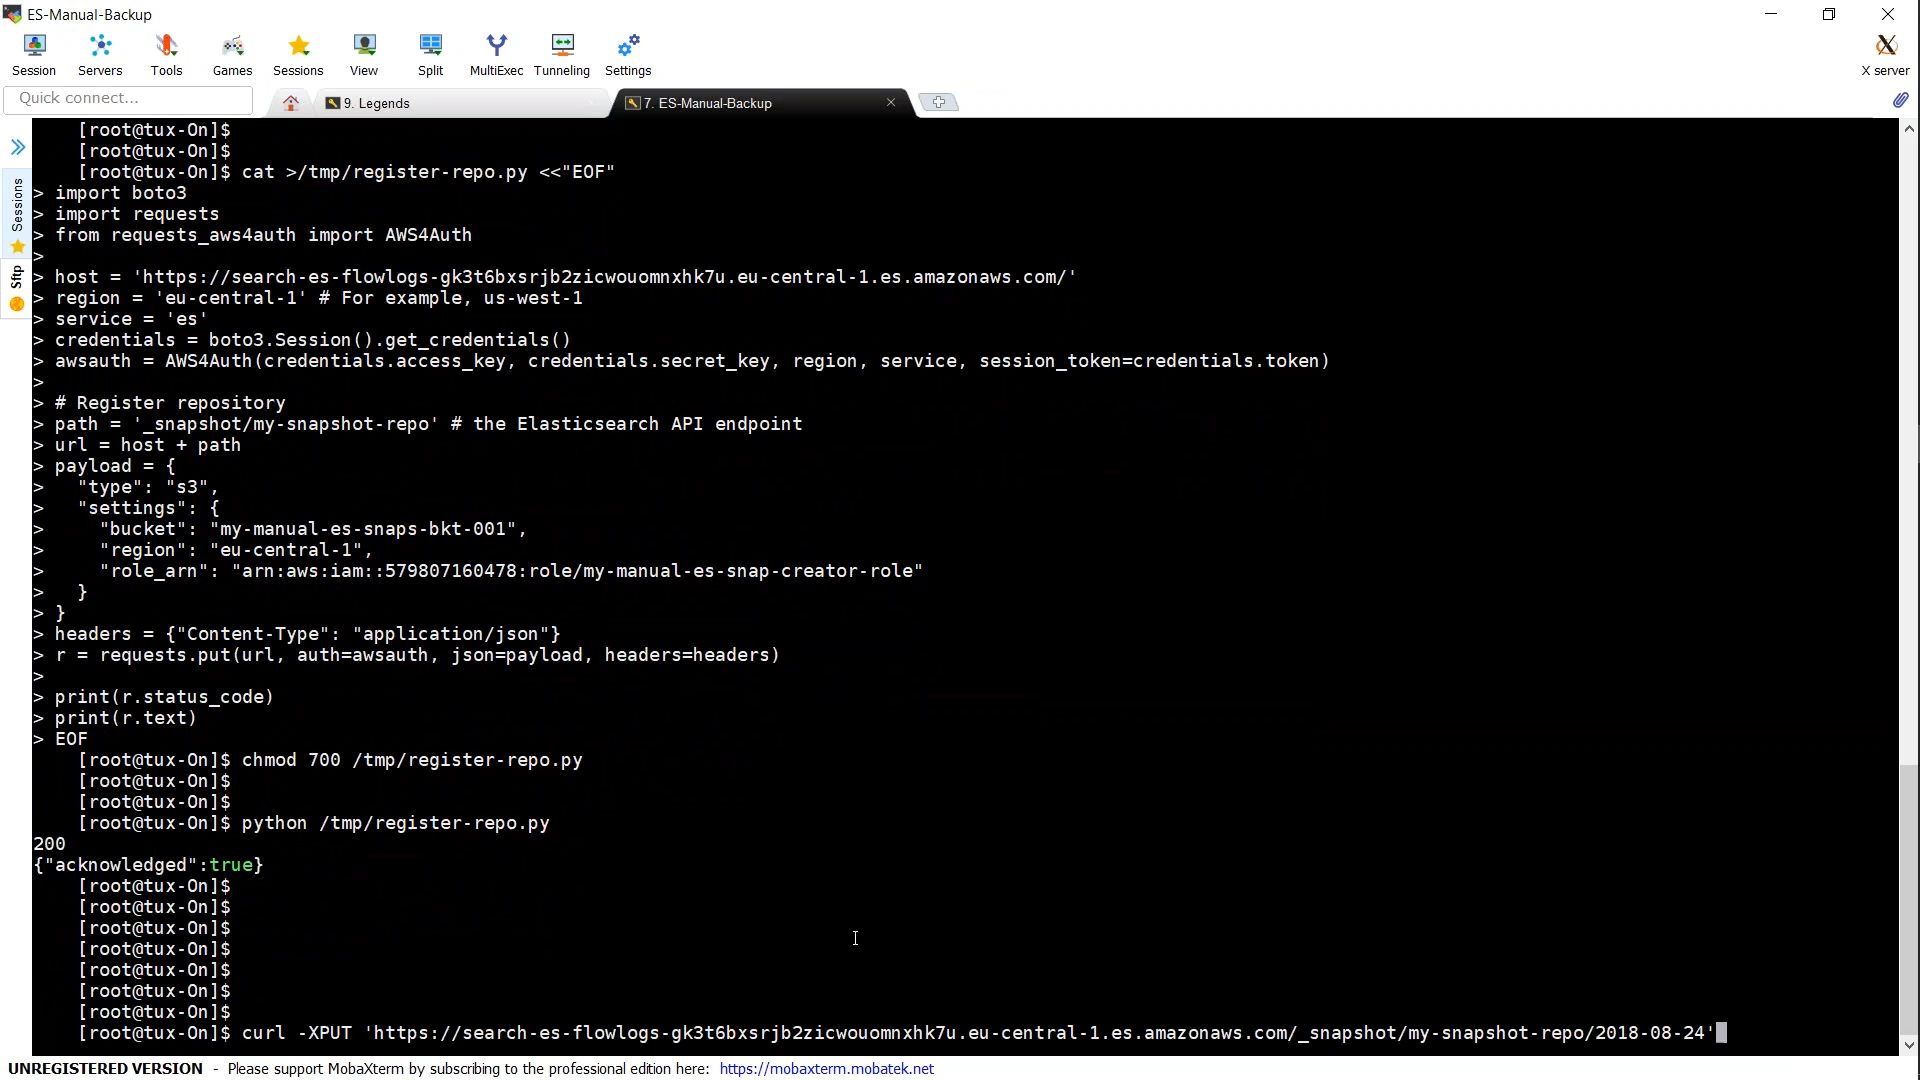 ES-Manual-Backup
Session Servers Tools Games Sessions View Split MultiExec Tunneling Settings X server
Quick connect... 9. Legends 7. ES-Manual-Backup
Sessions
Sftp
[root@tux-On]$
[root@tux-On]$
[root@tux-On]$ cat >/tmp/register-repo.py <<"EOF"
> import boto3
> import requests
> from requests_aws4auth import AWS4Auth
>
> host = 'https://search-es-flowlogs-gk3t6bxsrjb2zicwouomnxhk7u.eu-central-1.es.amazonaws.com/'
> region = 'eu-central-1' # For example, us-west-1
> service = 'es'
> credentials = boto3.Session().get_credentials()
> awsauth = AWS4Auth(credentials.access_key, credentials.secret_key, region, service, session_token=credentials.token)
>
> # Register repository
> path = '_snapshot/my-snapshot-repo' # the Elasticsearch API endpoint
> url = host + path
> payload = {
>   "type": "s3",
>   "settings": {
>     "bucket": "my-manual-es-snaps-bkt-001",
>     "region": "eu-central-1",
>     "role_arn": "arn:aws:iam::579807160478:role/my-manual-es-snap-creator-role"
>   }
> }
> headers = {"Content-Type": "application/json"}
> r = requests.put(url, auth=awsauth, json=payload, headers=headers)
>
> print(r.status_code)
> print(r.text)
> EOF
[root@tux-On]$ chmod 700 /tmp/register-repo.py
[root@tux-On]$
[root@tux-On]$
[root@tux-On]$ python /tmp/register-repo.py
200
{"acknowledged":true}
[root@tux-On]$
[root@tux-On]$
[root@tux-On]$
[root@tux-On]$
[root@tux-On]$
[root@tux-On]$
[root@tux-On]$
[root@tux-On]$ curl -XPUT 'https://search-es-flowlogs-gk3t6bxsrjb2zicwouomnxhk7u.eu-central-1.es.amazonaws.com/_snapshot/my-snapshot-repo/2018-08-24'
UNREGISTERED VERSION - Please support MobaXterm by subscribing to the professional edition here: https://mobaxterm.mobatek.net